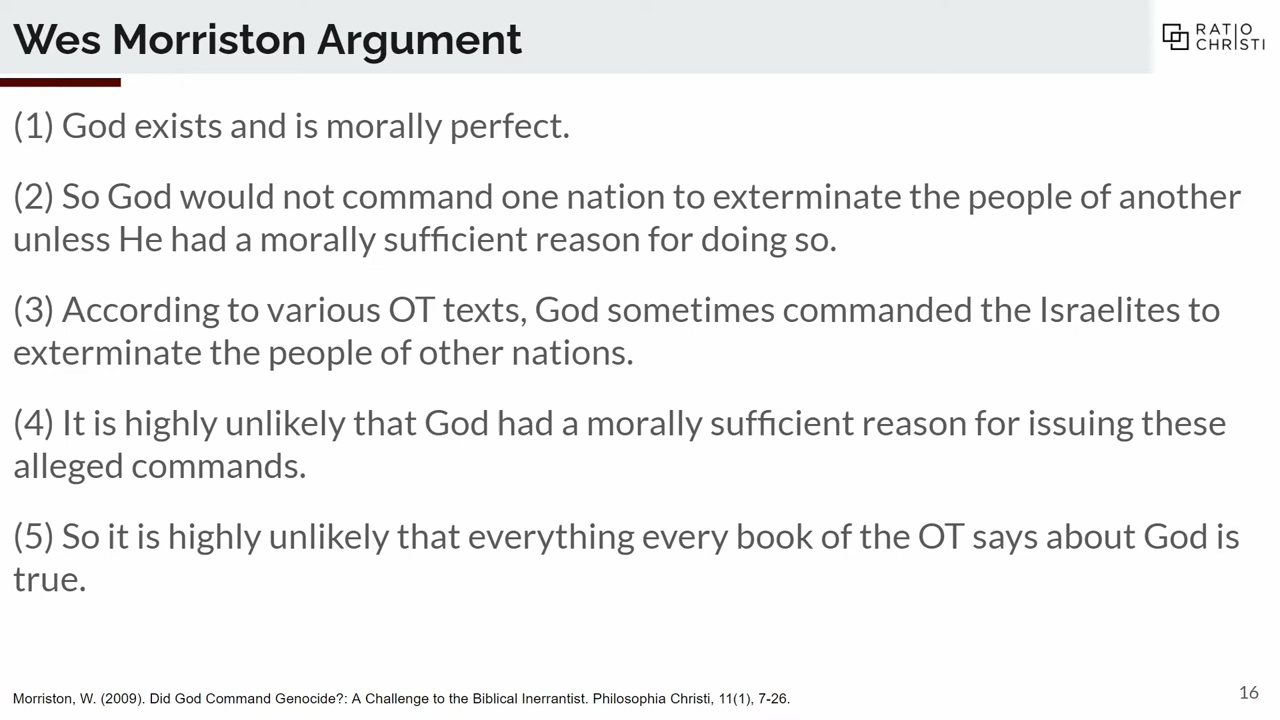 Wes Morriston Argument
RATIO
CHRISTI
(1) God exists and is morally perfect.
(2) So God would not command one nation to exterminate the people of another
unless He had a morally sufficient reason for doing so.
(3) According to various OT texts, God sometimes commanded the Israelites to
exterminate the people of other nations.
(4) It is highly unlikely that God had a morally sufficient reason for issuing these
alleged commands.
(5) So it is highly unlikely that everything every book of the OT says about God is
true.
Morriston, W. (2009). Did God Command Genocide?: A Challenge to the Biblical Inerrantist. Philosophia Christi, 11(1), 7-26.
16